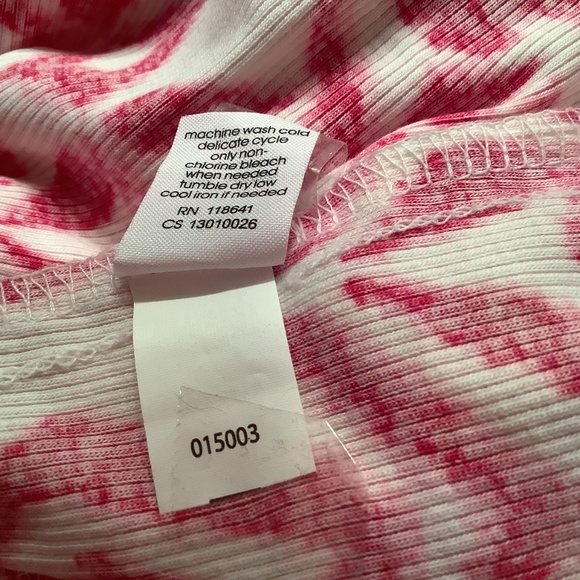 machine wash cold
delicate cycle
only non-
chlorine bleach
when needed
tumble dry low
cool iron if needed
RN 118641
CS 13010026
015003